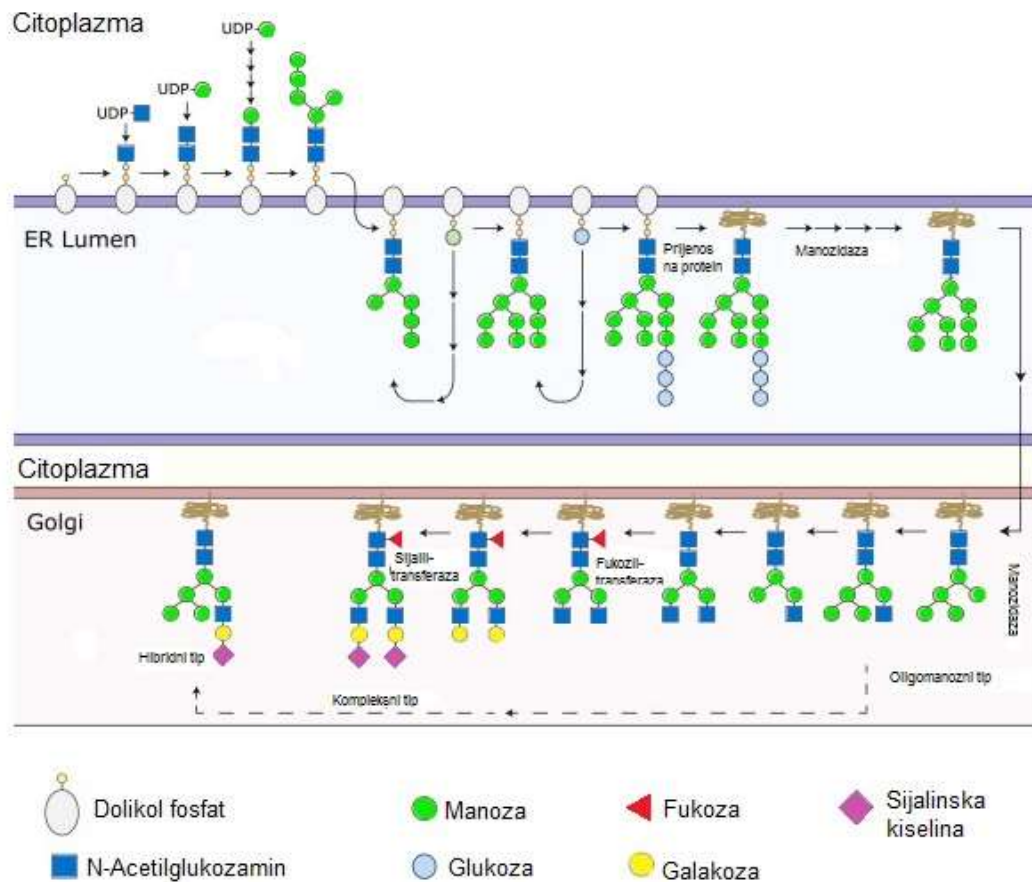 Citoplazma
UDP
UDP
UDP
ER Lumen
Prijenos
na protein
Manozidaza
Citoplazma
Golgi
Sijalil-
transferaza
Fukozil-
transferaza
Manozidaza
Hibridni tip
Kompleksni tip
Oligomanozni tip
Dolikol fosfat
Manoza
Fukoza
Sijalinska
kiselina
N-Acetilglukozamin
Glukoza
Galakoza